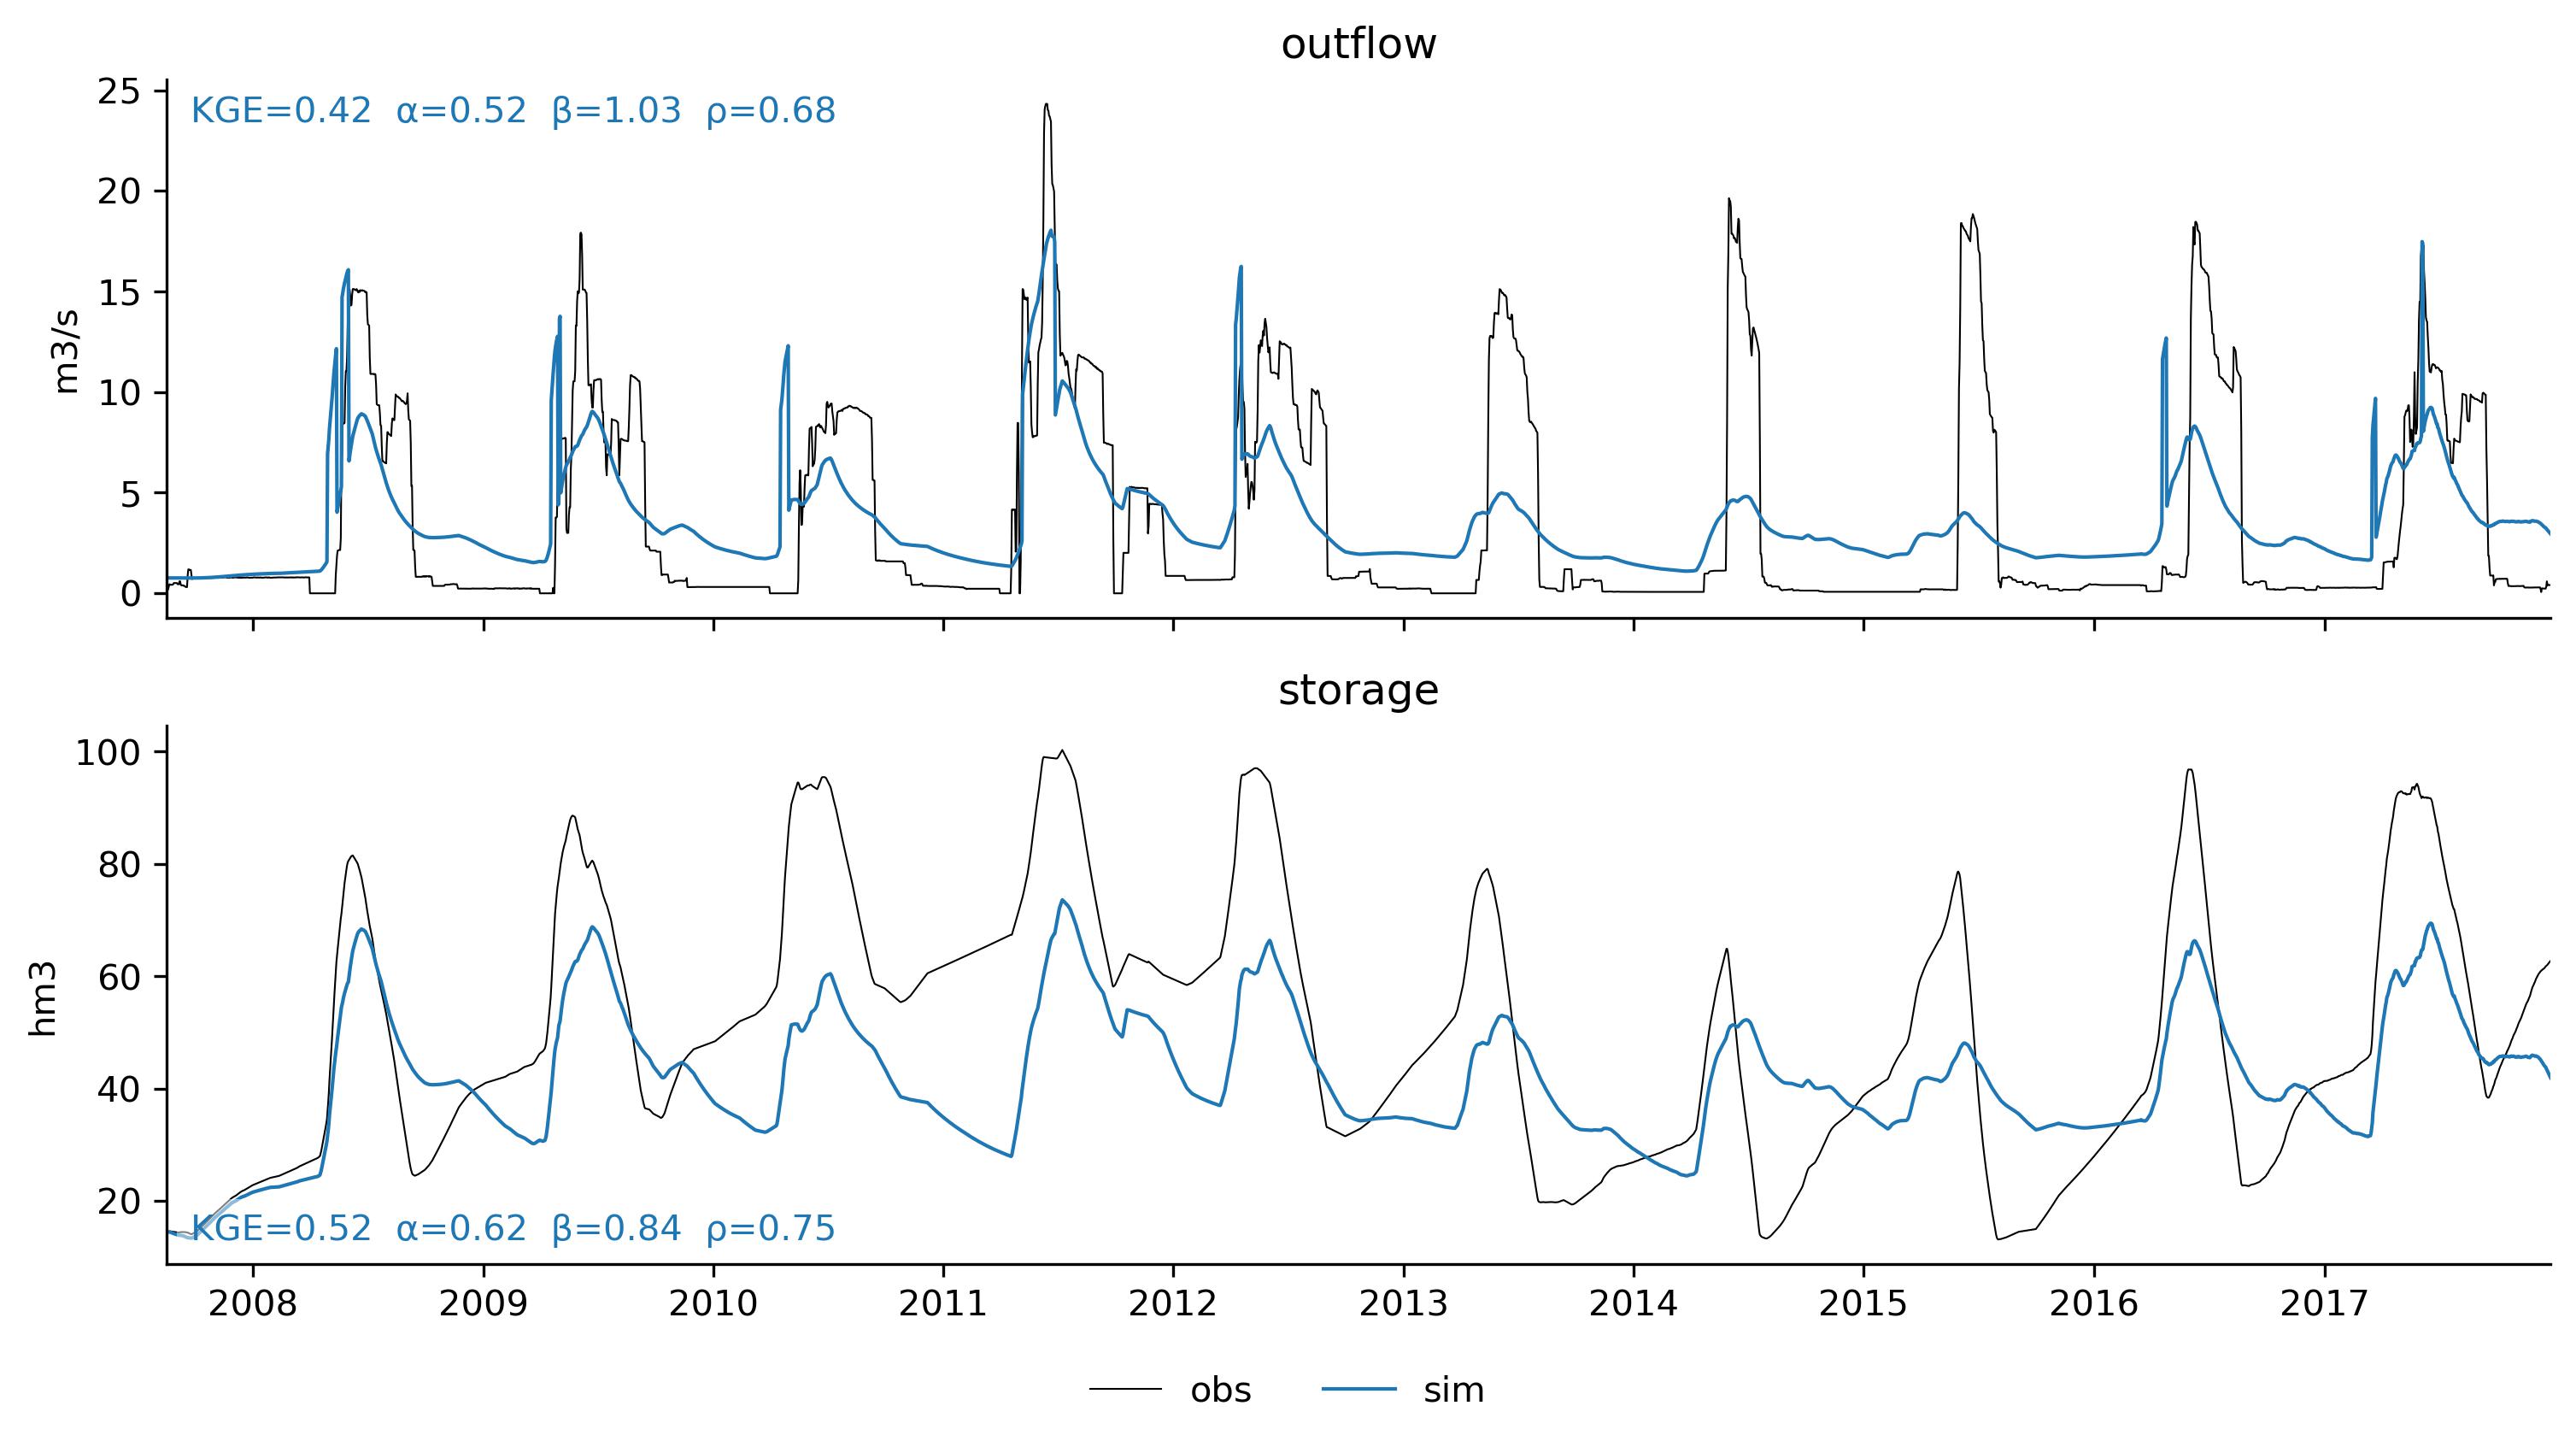 outflow
25
20
15
10
5
0
m3/s
KGE=0.42 α=0.52 β=1.03 ρ=0.68
storage
100
80
60
40
20
hm3
KGE=0.52 α=0.62 β=0.84 ρ=0.75
2008 2009 2010 2011 2012 2013 2014 2015 2016 2017
obs sim